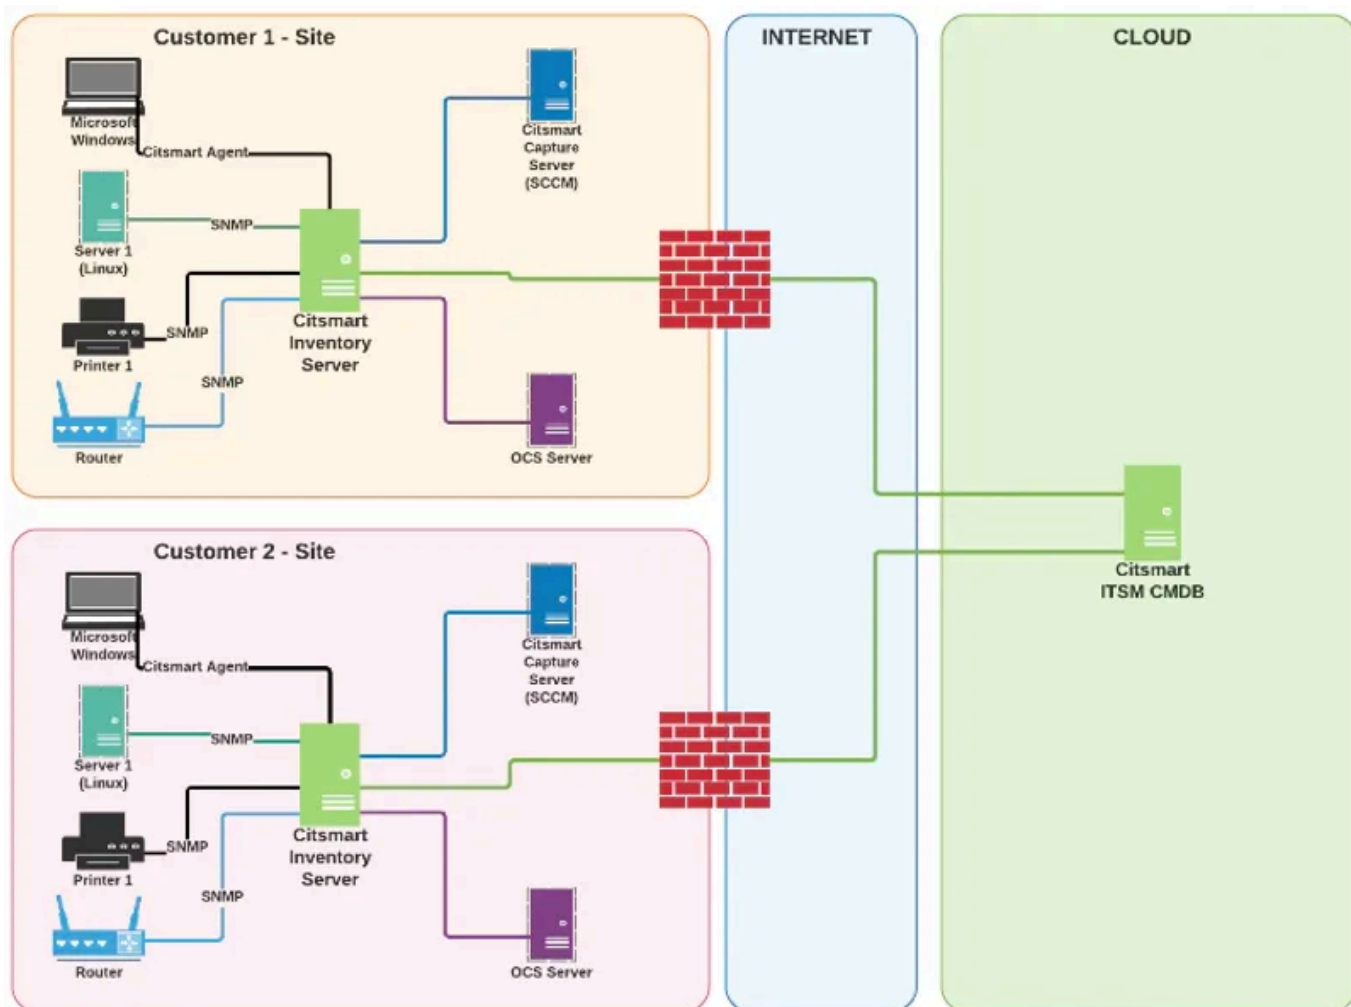 Customer 1 - Site
INTERNET
CLOUD
Microsoft
Windows
Citsmart Agent
Citsmart
Capture
Server
(SCCM)
SNMP
Server 1
(Linux)
SNMP
Printer 1
Citsmart
Inventory
Server
SNMP
Router
OCS Server
Citsmart
ITSM CMDB
Customer 2 - Site
Microsoft
Windows
Citsmart Agent
Citsmart
Capture
Server
(SCCM)
SNMP
Server 1
(Linux)
SNMP
Printer 1
Citsmart
Inventory
Server
SNMP
Router
OCS Server